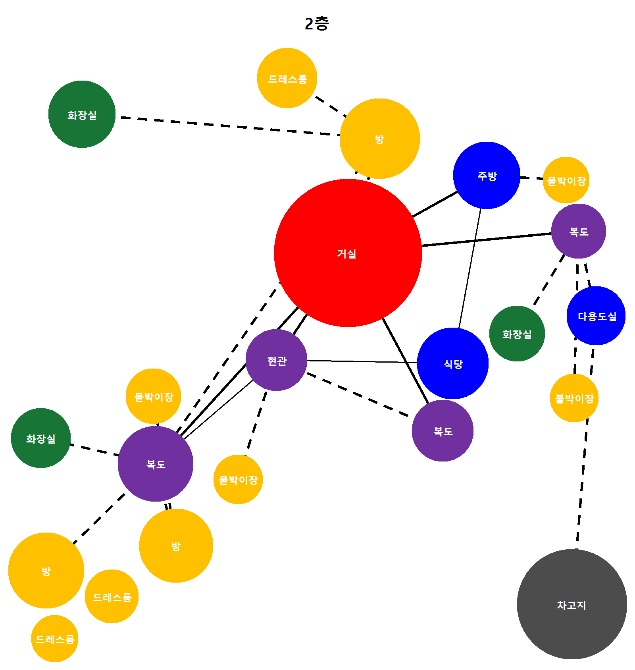 2층
드레스룸
화장실
방
주방
붙박이장
복도
거실
다용도실
화장실
현관
식당
붙박이장
붙박이장
복도
화장실
복도
붙박이장
방
방
드레스룸
차고지
드레스룸